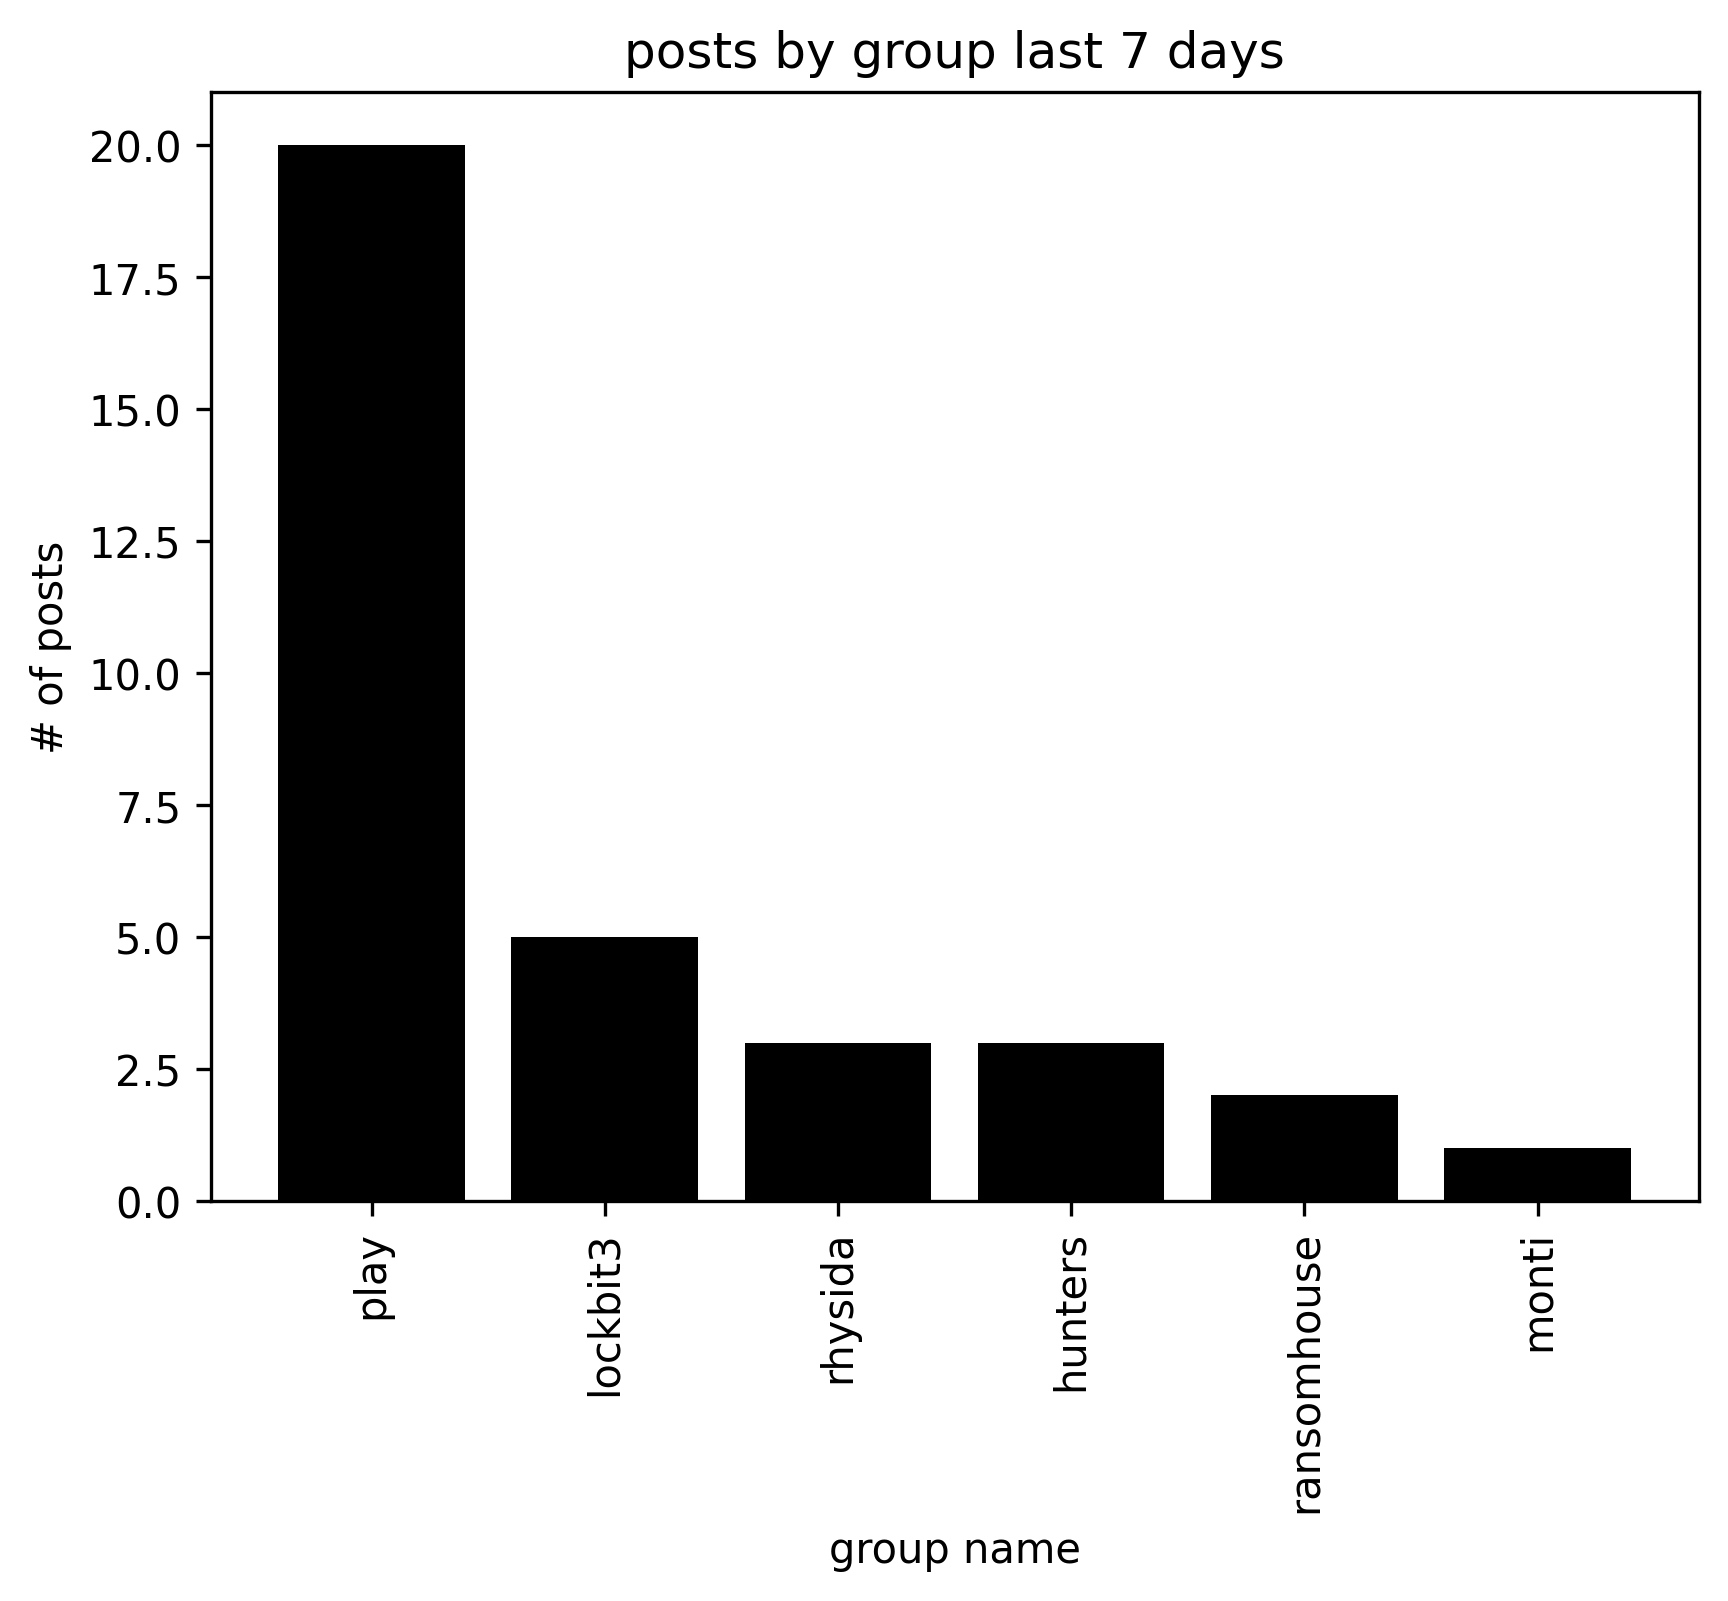 posts by group last 7 days
20.0
17.5
15.0
12.5
10.0
7.5
5.0
2.5
0.0
# of posts
play
lockbit3
rhysida
hunters
ransomhouse
monti
group name